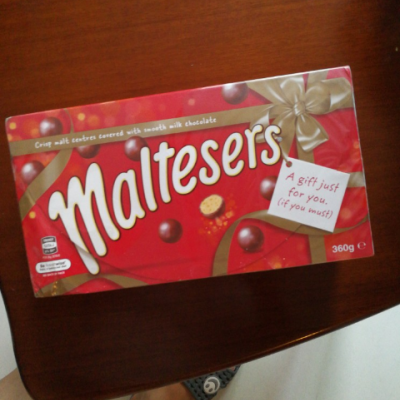 Crisp malt centres covered with smooth milk chocolate
Maltesers
A gift just
for you.
(if you must)
360g e